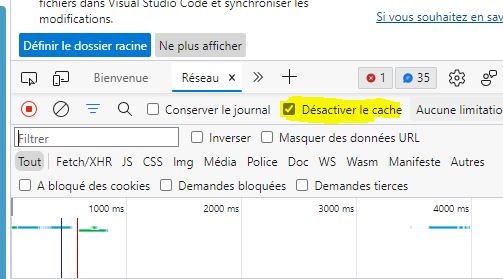 fichiers dans Visual Studio Code et synchroniser les
modifications.
Si vous souhaitez en sav
Définir le dossier racine Ne plus afficher
Bienvenue Réseau 1 35
Conserver le journal Désactiver le cache Aucune limitatio
Filtrer Inverser Masquer des données URL
Tout Fetch/XHR JS CSS Img Média Police Doc WS Wasm Manifeste Autres
A bloqué des cookies Demandes bloquées Demandes tierces
1000 ms 2000 ms 3000 ms 4000 ms